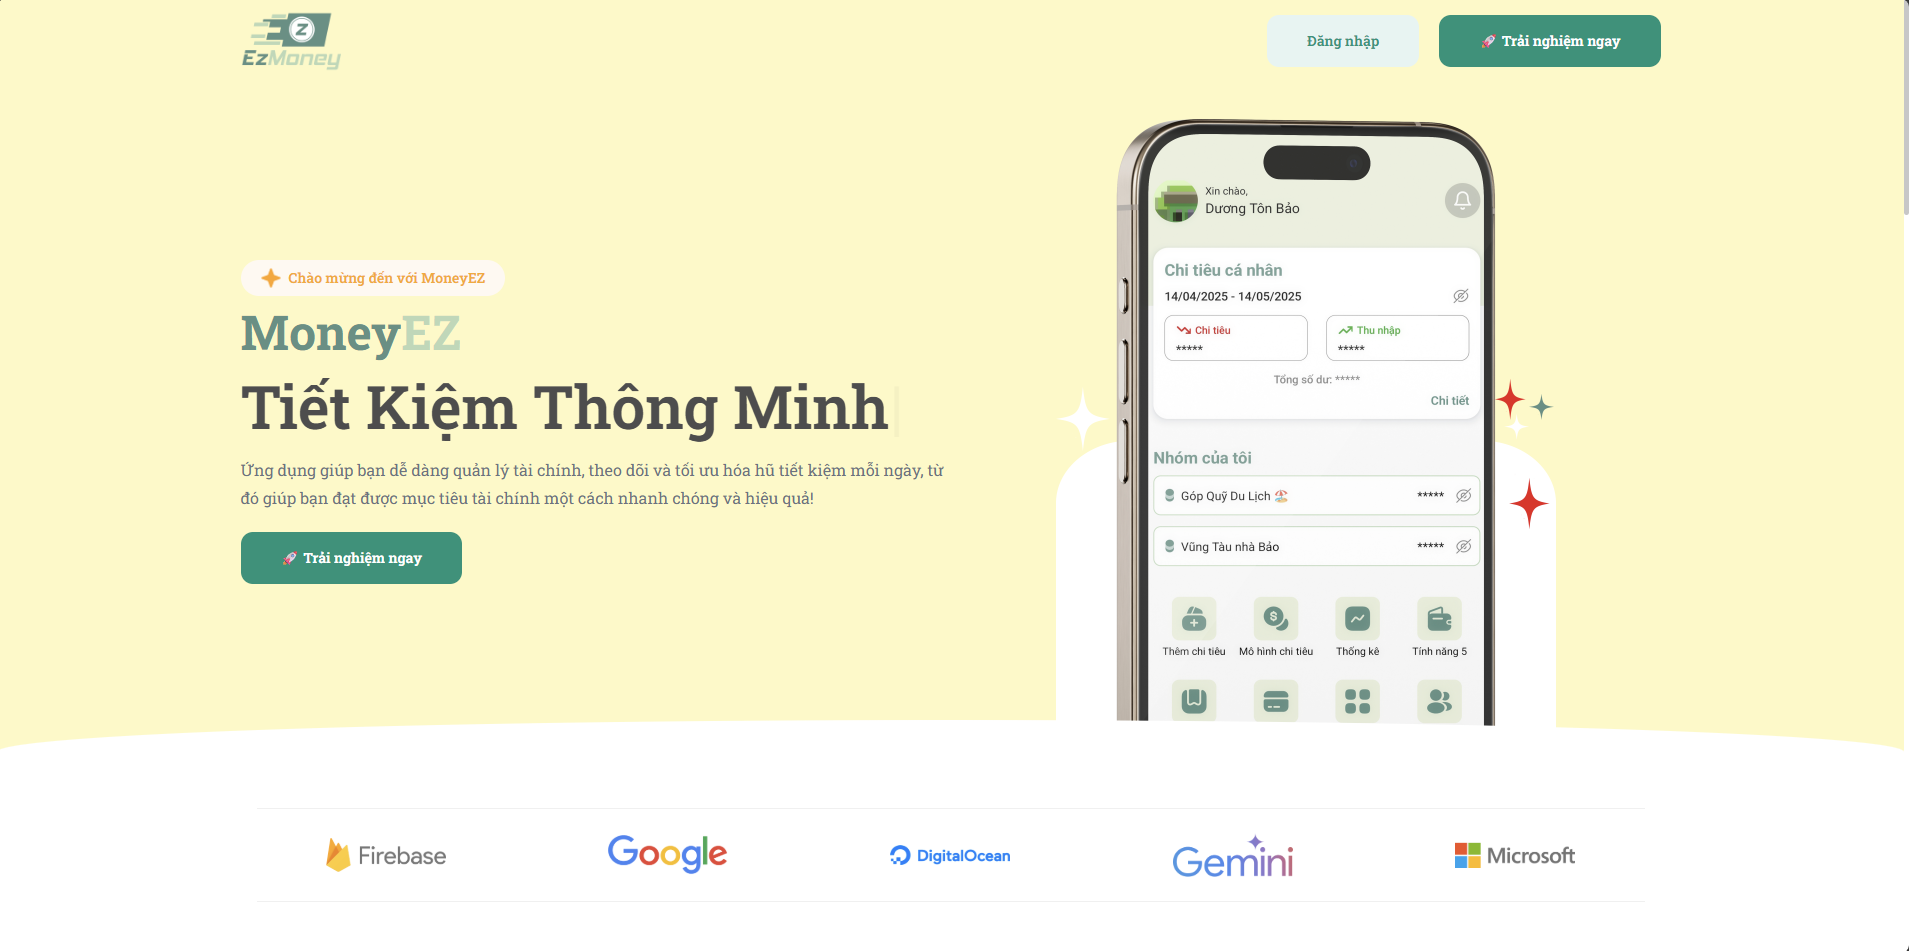 Z
EzMoney
Đăng nhập
🚀 Trải nghiệm ngay
Chào mừng đến với MoneyEZ
MoneyEZ
Tiết Kiệm Thông Minh
Ứng dụng giúp bạn dễ dàng quản lý tài chính, theo dõi và tối ưu hóa hũ tiết kiệm mỗi ngày, từ
đó giúp bạn đạt được mục tiêu tài chính một cách nhanh chóng và hiệu quả!
🚀 Trải nghiệm ngay
Xin chào,
Dương Tôn Bảo
Chi tiêu cá nhân
14/04/2025 - 14/05/2025
Chi tiêu
*****
Thu nhập
*****
Tổng số dư: *****
Chi tiết
Nhóm của tôi
Góp Quỹ Du Lịch 🏖️ *****
Vũng Tàu nhà Bảo *****
Thêm chi tiêu
Mô hình chi tiêu
Thống kê
Tính năng 5
Firebase
Google
DigitalOcean
Gemini
Microsoft